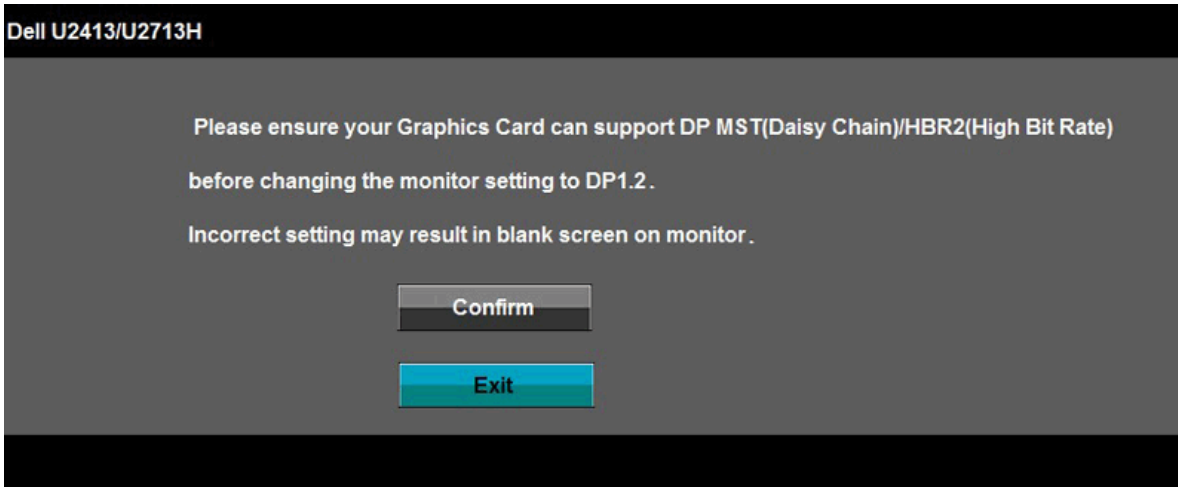 Dell U2413/U2713H
Please ensure your Graphics Card can support DP MST(Daisy Chain)/HBR2(High Bit Rate)
before changing the monitor setting to DP1.2.
Incorrect setting may result in blank screen on monitor.
Confirm
Exit